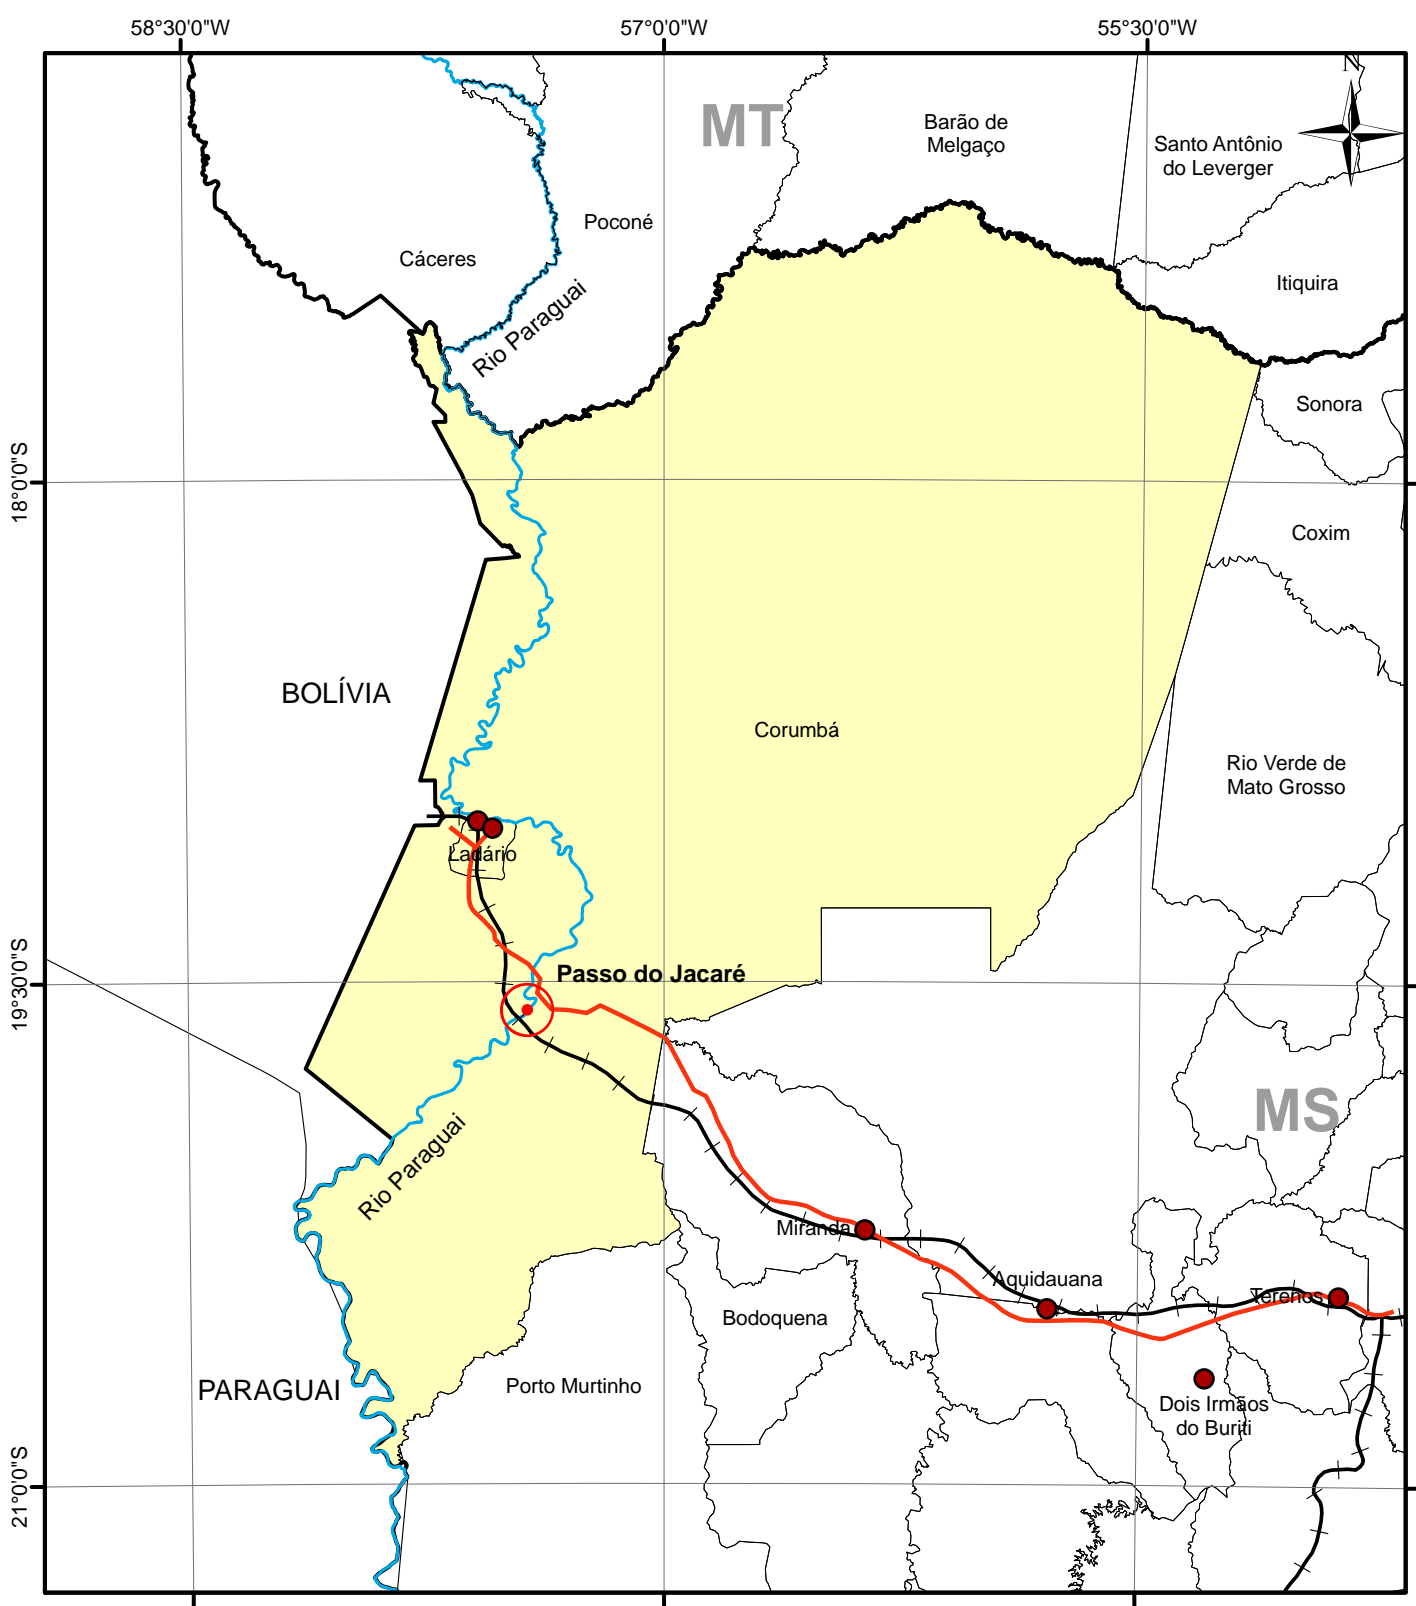 58°30'0"W
57°0'0"W
55°30'0"W
N
MT
Barão de
Melgaço
Santo Antônio
do Leverger
Poconé
Cáceres
Itiquira
Rio Paraguai
Sonora
18°0'0"S
Coxim
BOLÍVIA
Corumbá
Rio Verde de
Mato Grosso
Ladário
19°30'0"S
Passo do Jacaré
MS
Rio Paraguai
Miranda
Aquidauana
Terenos
Bodoquena
PARAGUAI
Porto Murtinho
Dois Irmãos
do Buriti
21°0'0"S